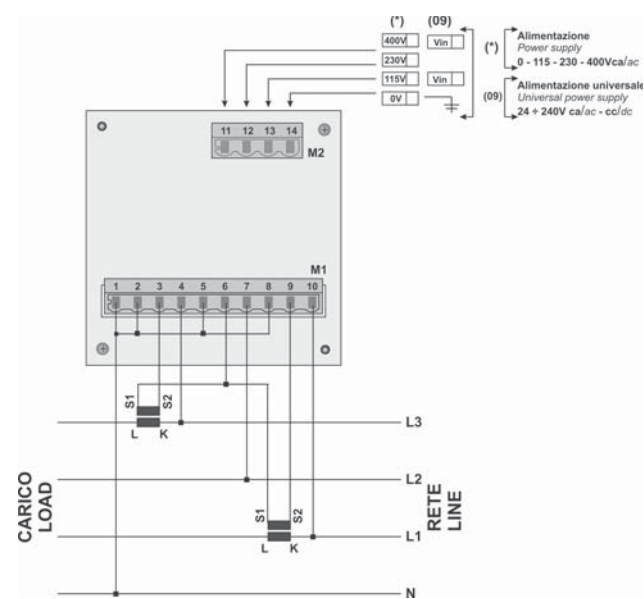 (*) (09)
400V Vin
230V
115V Vin
0V
(*)
Alimentazione
Power supply
0 - 115 - 230 - 400Vca/ac
(09)
Alimentazione universale
Universal power supply
24 ÷ 240V ca/ac - cc/dc
11 12 13 14
M2
M1
1 2 3 4 5 6 7 8 9 10
S1 S2
L K
L3
L2
S1 S2
L K
L1
N
CARICO
LOAD
RETE
LINE